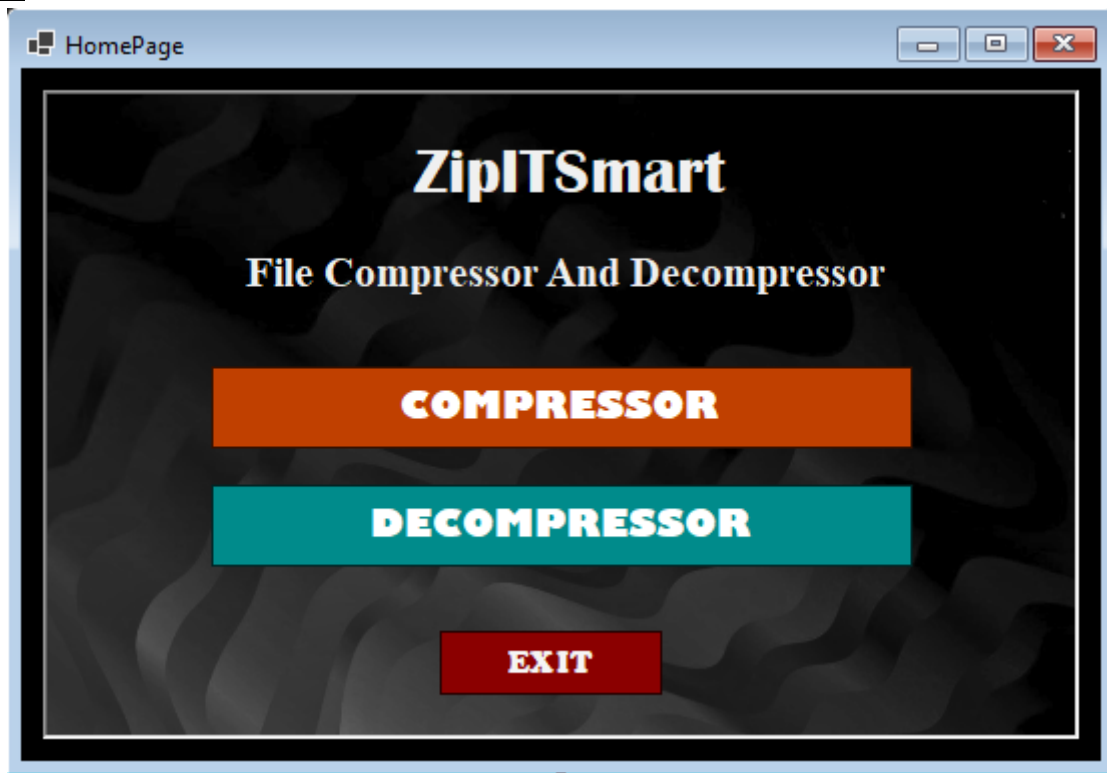 HomePage
ZipITSmart
File Compressor And Decompressor
COMPRESSOR
DECOMPRESSOR
EXIT